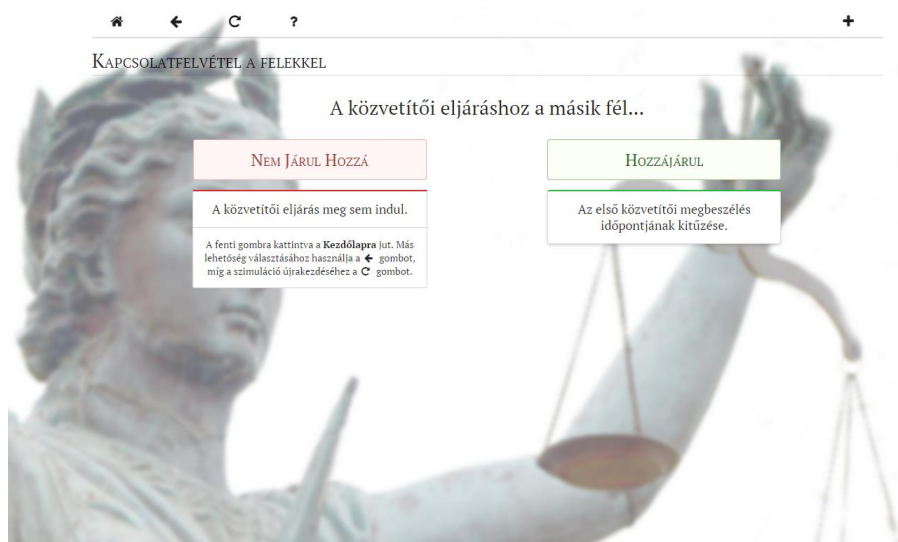 ?
Kapcsolatfelvétel a felekkel
A közvetítői eljáráshoz a másik fél...
Nem Járul Hozzá
A közvetítői eljárás meg sem indul.
A fenti gombra kattintva a Kezdőlapra jut. Más
lehetőség választásához használja a gombot,
míg a szimuláció újrakezdéséhez a gombot.
Hozzájárul
Az első közvetítői megbeszélés
időpontjának kitűzése.